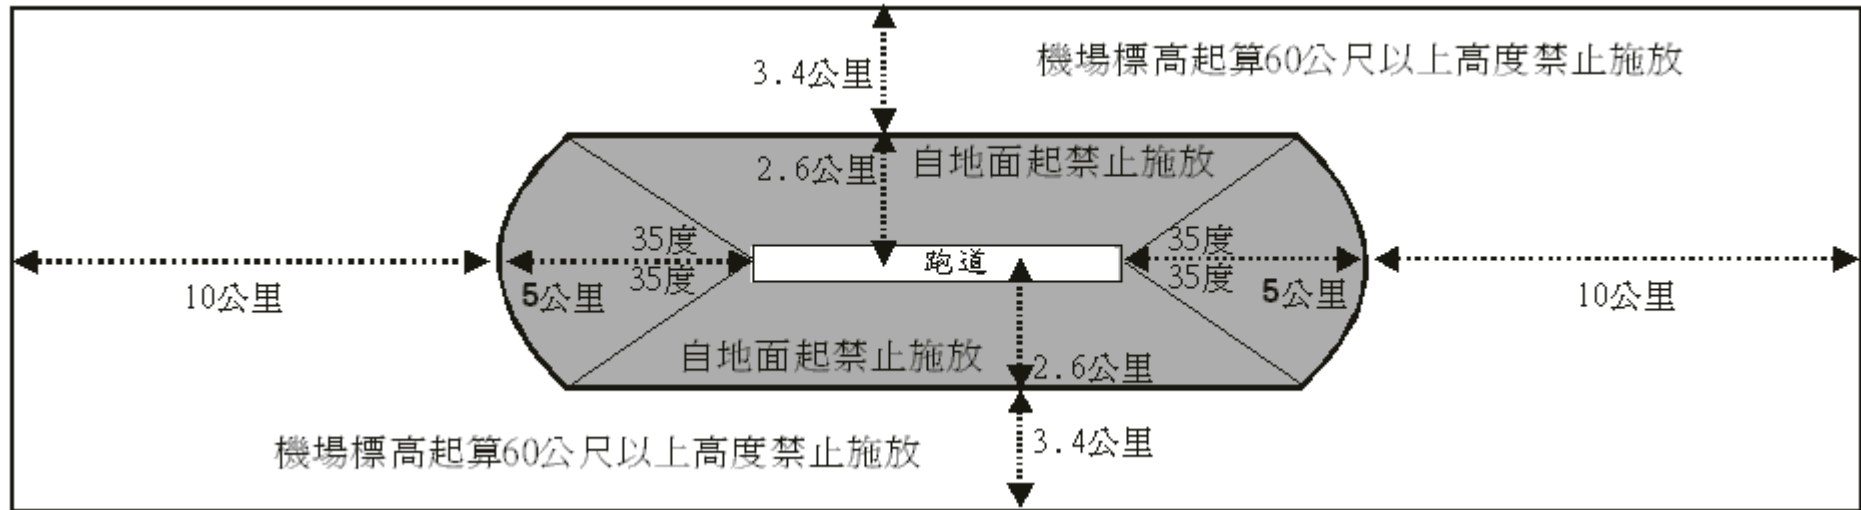 機場標高起算60公尺以上高度禁止施放
3.4公里
2.6公里
自地面起禁止施放
35度
35度
跑道
35度
35度
10公里
5公里
5公里
10公里
自地面起禁止施放
2.6公里
機場標高起算60公尺以上高度禁止施放
3.4公里